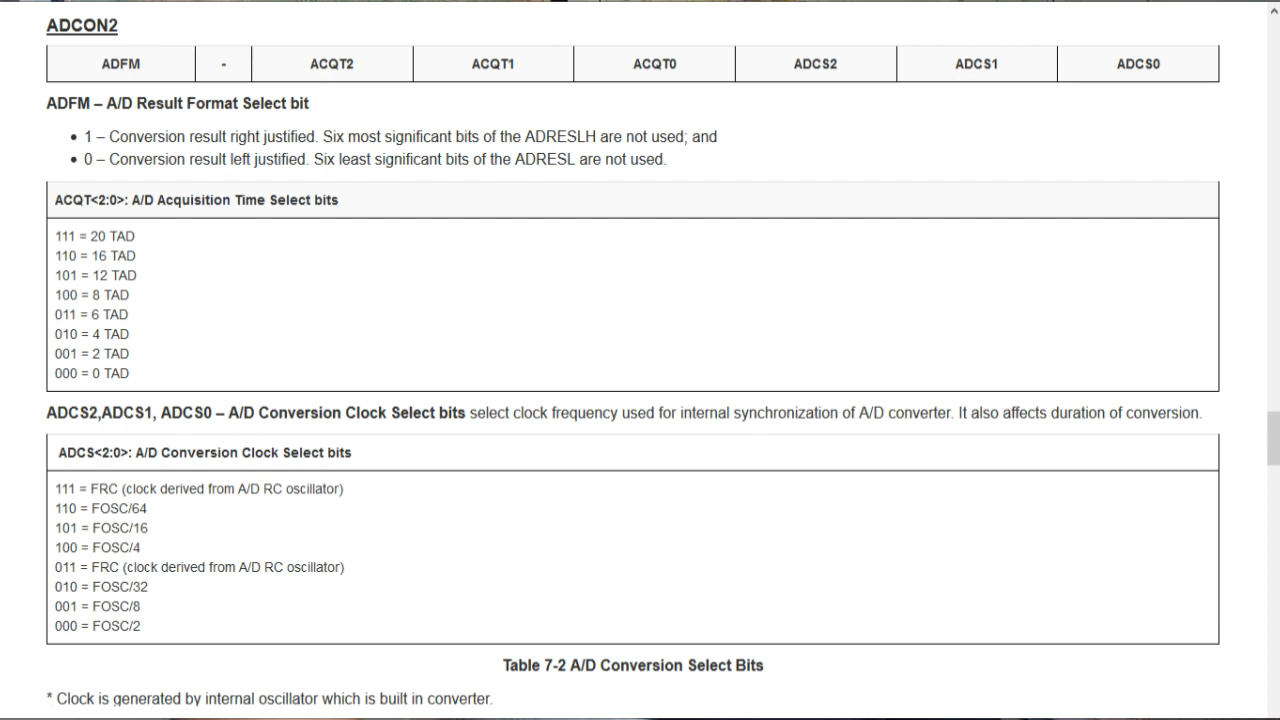 ADCON2
ADFM - ACQT2 ACQT1 ACQT0 ADCS2 ADCS1 ADCS0
ADFM – A/D Result Format Select bit
• 1 – Conversion result right justified. Six most significant bits of the ADRESLH are not used; and
• 0 – Conversion result left justified. Six least significant bits of the ADRESL are not used.
ACQT<2:0>: A/D Acquisition Time Select bits
111 = 20 TAD
110 = 16 TAD
101 = 12 TAD
100 = 8 TAD
011 = 6 TAD
010 = 4 TAD
001 = 2 TAD
000 = 0 TAD
ADCS2,ADCS1, ADCS0 – A/D Conversion Clock Select bits select clock frequency used for internal synchronization of A/D converter. It also affects duration of conversion.
ADCS<2:0>: A/D Conversion Clock Select bits
111 = FRC (clock derived from A/D RC oscillator)
110 = FOSC/64
101 = FOSC/16
100 = FOSC/4
011 = FRC (clock derived from A/D RC oscillator)
010 = FOSC/32
001 = FOSC/8
000 = FOSC/2
Table 7-2 A/D Conversion Select Bits
* Clock is generated by internal oscillator which is built in converter.